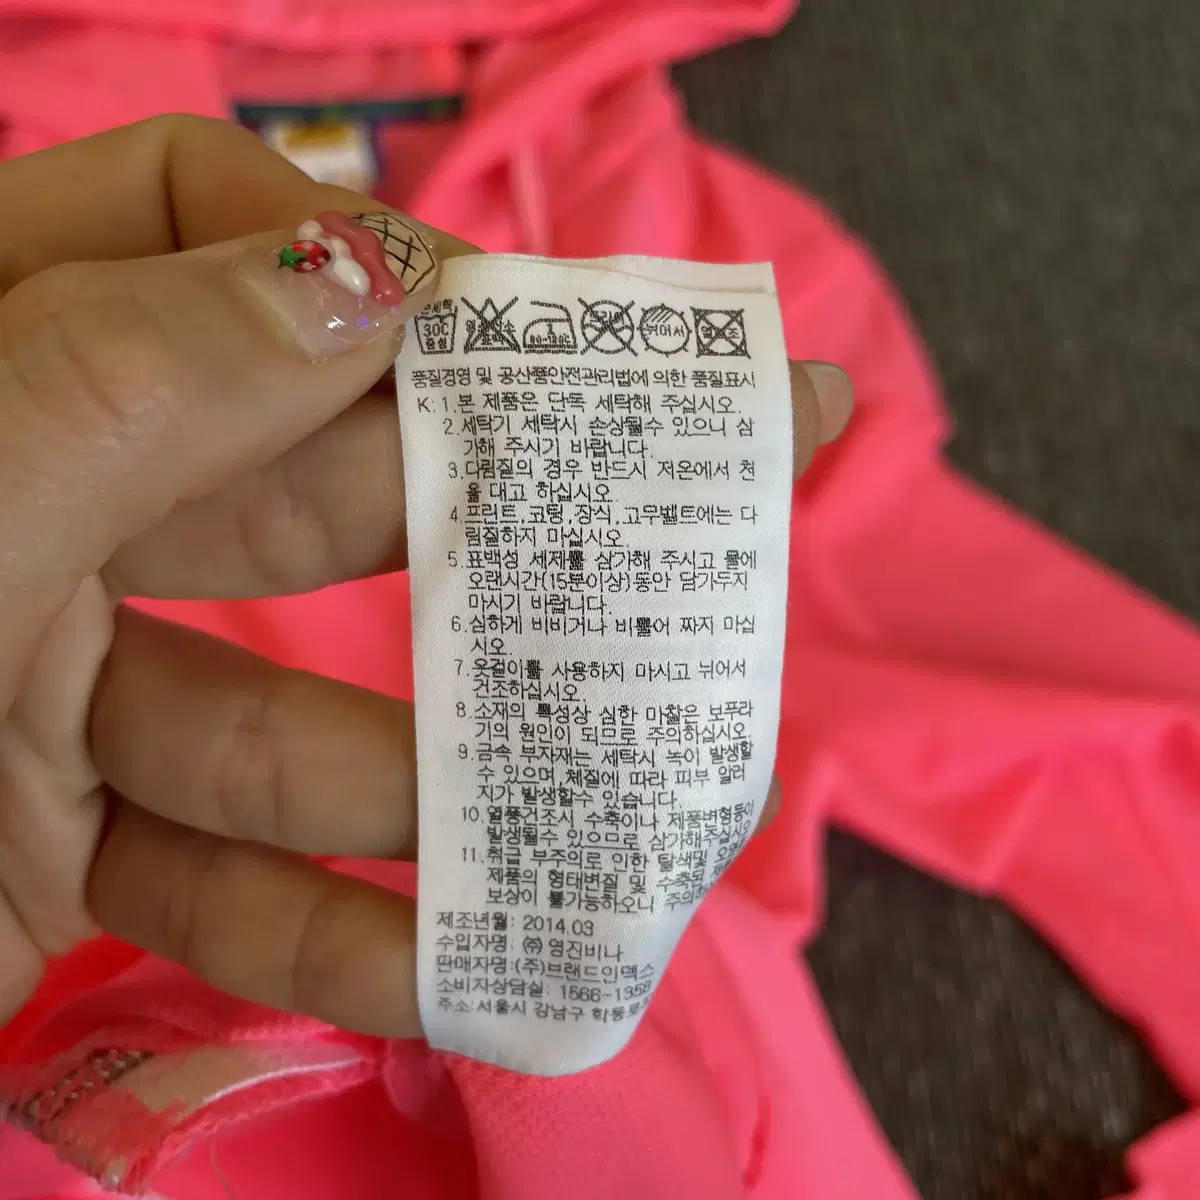 30C
중성
80~120C
드라이
뉘어서
품질경영 및 공산품안전관리법에 의한 품질표시
K: 1.본 제품은 단독 세탁해 주십시오.
2.세탁기 세탁시 손상될수 있으니 삼
가해 주시기 바랍니다.
3.다림질의 경우 반드시 저온에서 천
을 대고 하십시오.
4.프린트,코팅,장식,고무벨트에는 다
림질하지 마십시오.
5.표백성 세제를 삼가해 주시고 물에
오랜시간(15분이상)동안 담가두지
마시기 바랍니다.
6.심하게 비비거나 비틀어 짜지 마십
시오.
7.옷걸이를 사용하지 마시고 뉘어서
건조하십시오.
8.소재의 특성상 심한 마찰은 보푸라
기의 원인이 되므로 주의하십시오.
9.금속 부자재는 세탁시 녹이 발생할
수 있으며,체질에 따라 피부 알러
지가 발생할수 있습니다.
10.열풍건조시 수축이나 제품변형등이
발생될수 있으므로 삼가해주십시오
11.취급 부주의로 인한 탈색및
제품의 형태변질 및 수축된
보상이 불가능하오니
제조년월: 2014.03
수입자명: ㈜ 영진비나
판매자명:(주)브랜드인덱스
소비자상담실: 1566-1358
주소:서울시 강남구